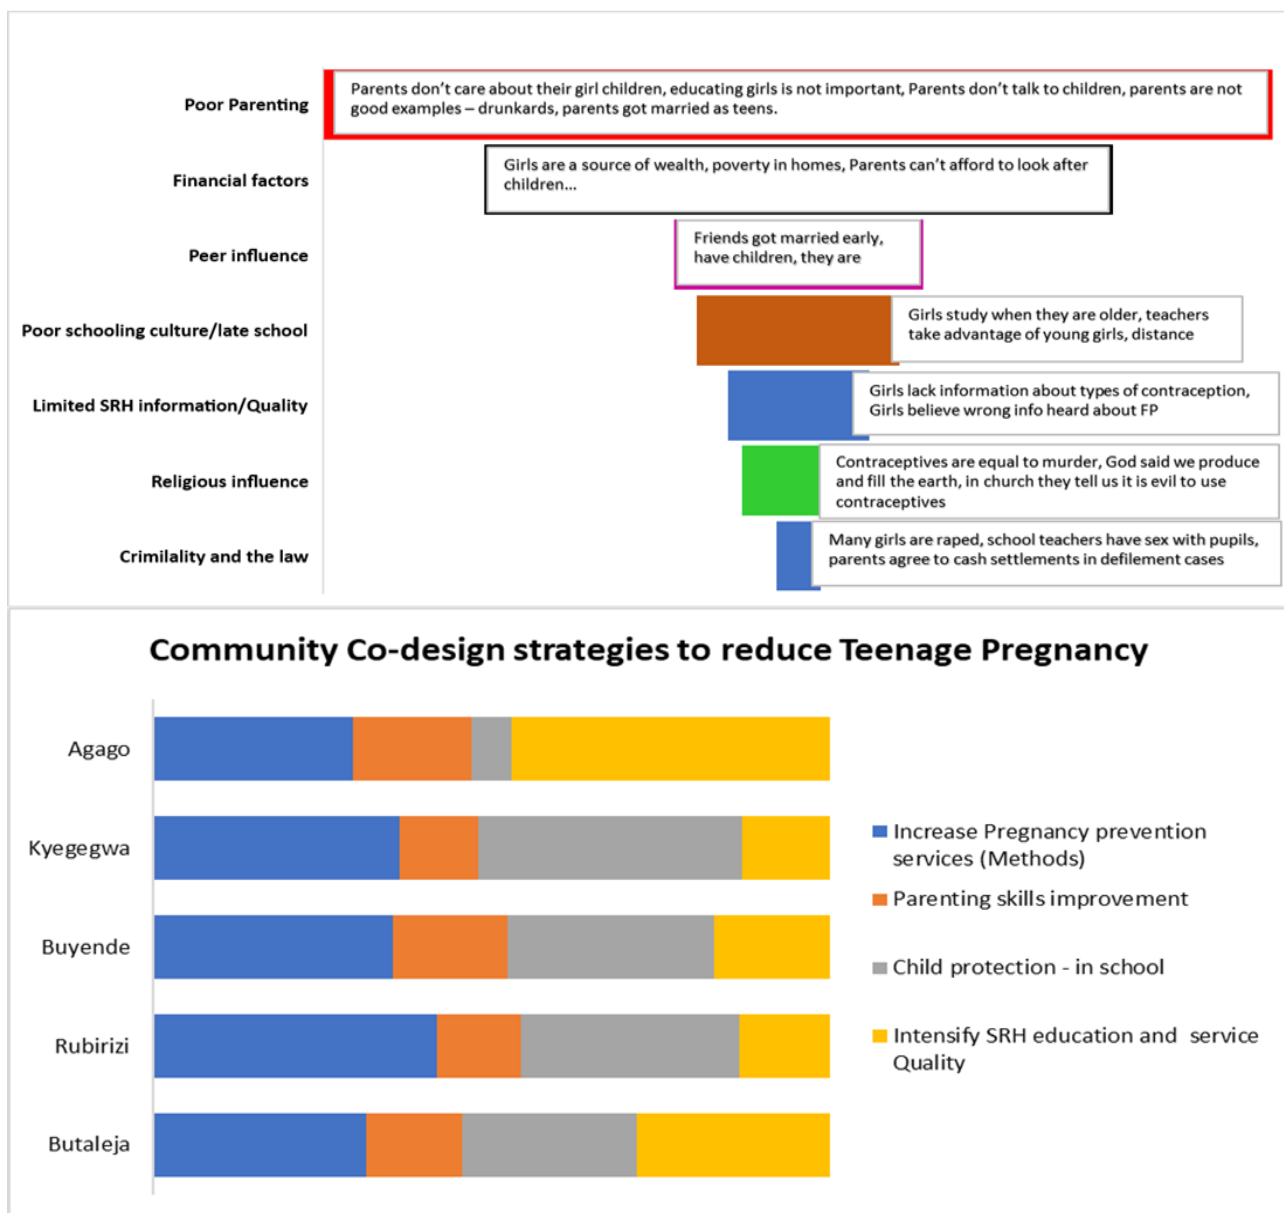 Poor Parenting
Parents don’t care about their girl children, educating girls is not important, Parents don’t talk to children, parents are not
good examples – drunkards, parents got married as teens.
Financial factors
Girls are a source of wealth, poverty in homes, Parents can’t afford to look after
children...
Peer influence
Friends got married early,
have children, they are
Poor schooling culture/late school
Girls study when they are older, teachers
take advantage of young girls, distance
Limited SRH information/Quality
Girls lack information about types of contraception,
Girls believe wrong info heard about FP
Religious influence
Contraceptives are equal to murder, God said we produce
and fill the earth, in church they tell us it is evil to use
contraceptives
Crimilality and the law
Many girls are raped, school teachers have sex with pupils,
parents agree to cash settlements in defilement cases
Community Co-design strategies to reduce Teenage Pregnancy
Agago
Kyegegwa
Buyende
Rubirizi
Butaleja
Increase Pregnancy prevention
services (Methods)
Parenting skills improvement
Child protection - in school
Intensify SRH education and service
Quality